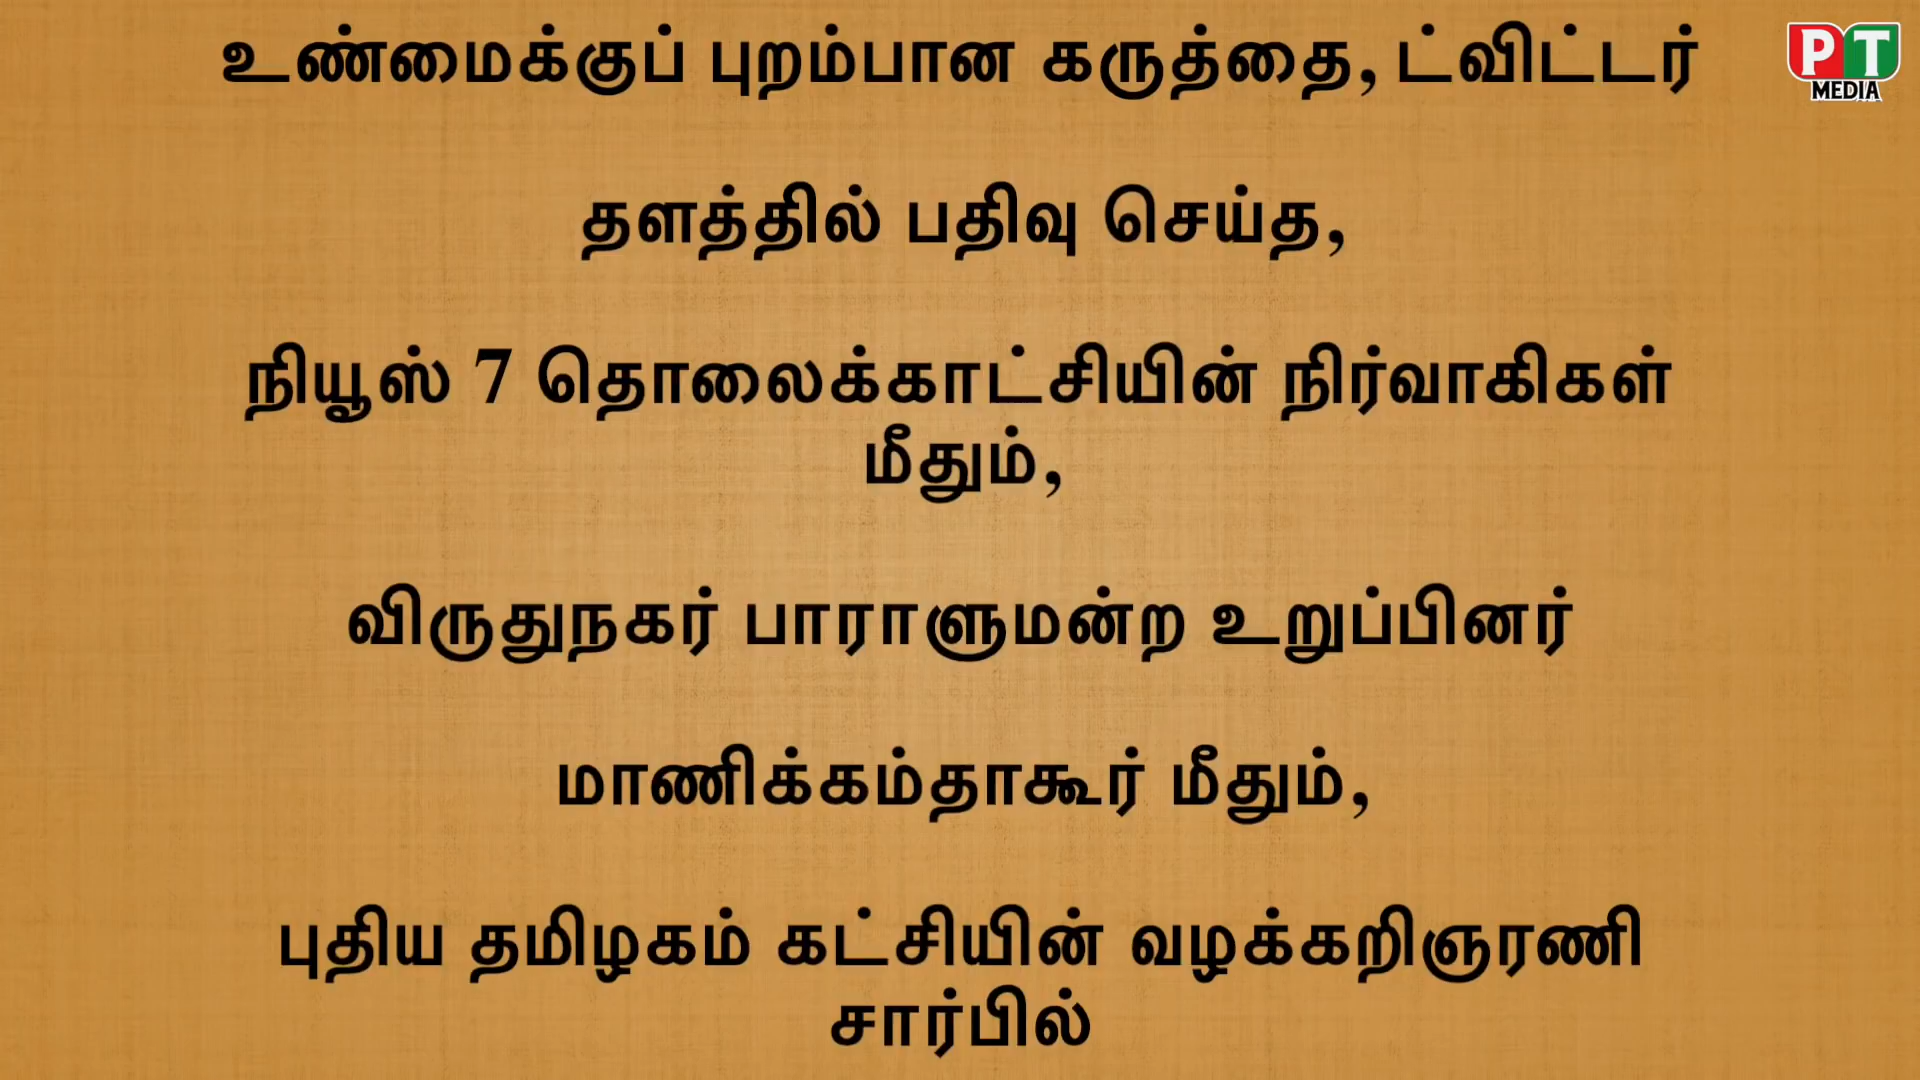 உண்மைக்குப் புறம்பான கருத்தை, ட்விட்டர்
PT
MEDIA
தளத்தில் பதிவு செய்த,
நியூஸ் 7 தொலைக்காட்சியின் நிர்வாகிகள்
மீதும்,
விருதுநகர் பாராளுமன்ற உறுப்பினர்
மாணிக்கம்தாகூர் மீதும்,
புதிய தமிழகம் கட்சியின் வழக்கறிஞரணி
சார்பில்